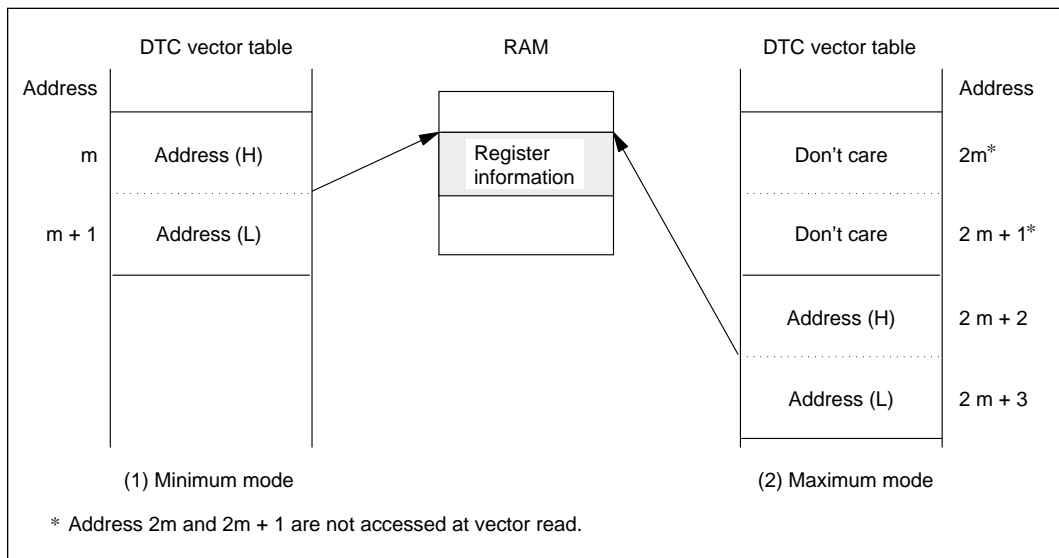 DTC vector table
RAM
DTC vector table
Address
Address
m
Address (H)
Register
information
Don't care
2m*
m + 1
Address (L)
Don't care
2 m + 1*
Address (H)
2 m + 2
Address (L)
2 m + 3
(1) Minimum mode
(2) Maximum mode
* Address 2m and 2m + 1 are not accessed at vector read.